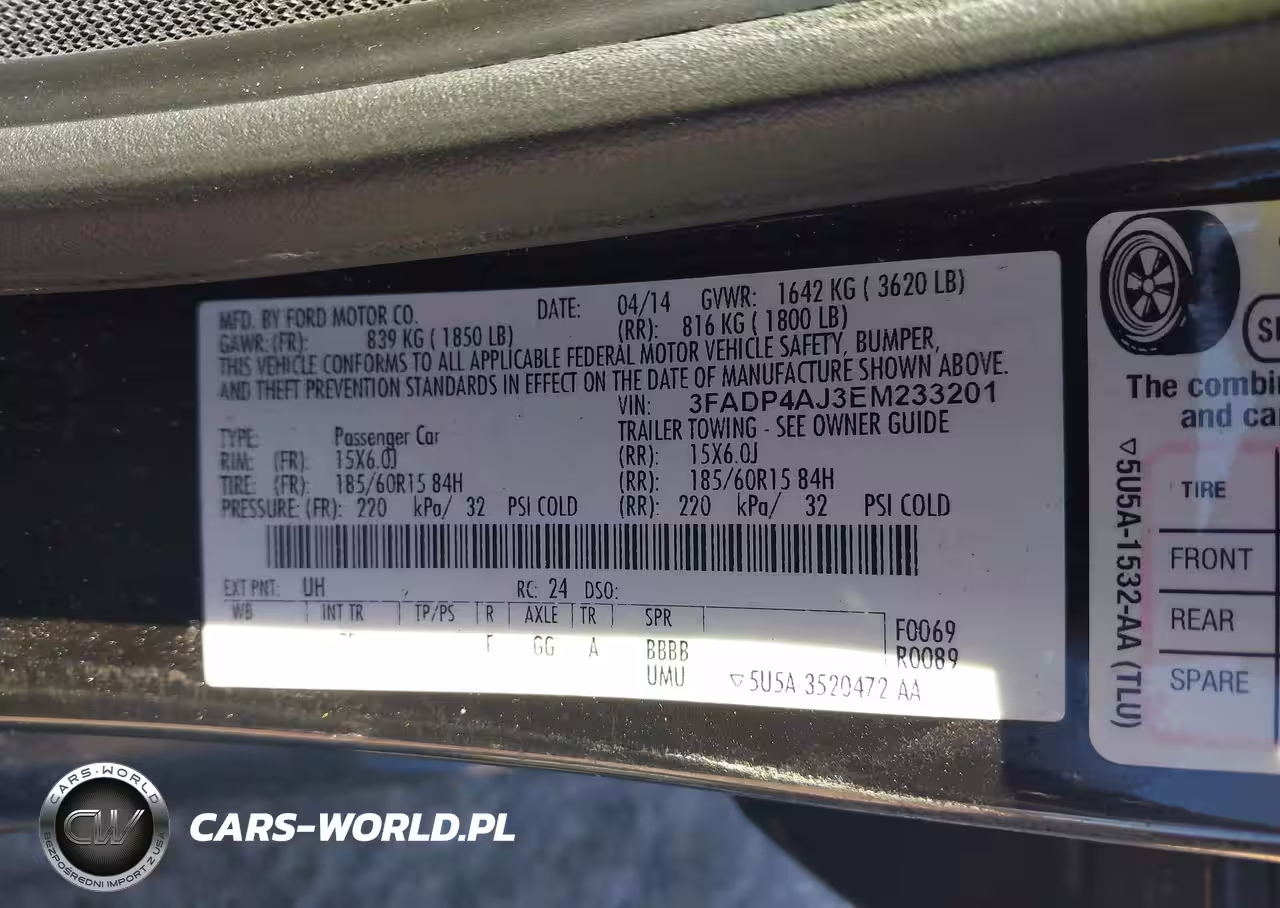 MFD. BY FORD MOTOR CO. DATE: 04/14 GVWR: 1642 KG ( 3620 LB)
GAWR: (FR): 839 KG ( 1850 LB) (RR): 816 KG ( 1800 LB)
THIS VEHICLE CONFORMS TO ALL APPLICABLE FEDERAL MOTOR VEHICLE SAFETY, BUMPER,
AND THEFT PREVENTION STANDARDS IN EFFECT ON THE DATE OF MANUFACTURE SHOWN ABOVE.
VIN: 3FADP4AJ3EM233201
TYPE: Passenger Car TRAILER TOWING - SEE OWNER GUIDE
RIM: (FR): 15X6.0J (RR): 15X6.0J
TIRE: (FR): 185/60R15 84H (RR): 185/60R15 84H
PRESSURE: (FR): 220 kPa/ 32 PSI COLD (RR): 220 kPa/ 32 PSI COLD
EXT PNT: UH RC: 24 DSO:
WB INT TR TP/PS R AXLE TR SPR
F GG A BBBB
UMU
F0069
R0089
▽5U5A 3520472 AA
The combi
and ca
▽5U5A-1532-AA (TLU)
TIRE
FRONT
REAR
SPARE
CARS-WORLD
CW
BEZPOŚREDNI IMPORT Z USA
CARS-WORLD.PL